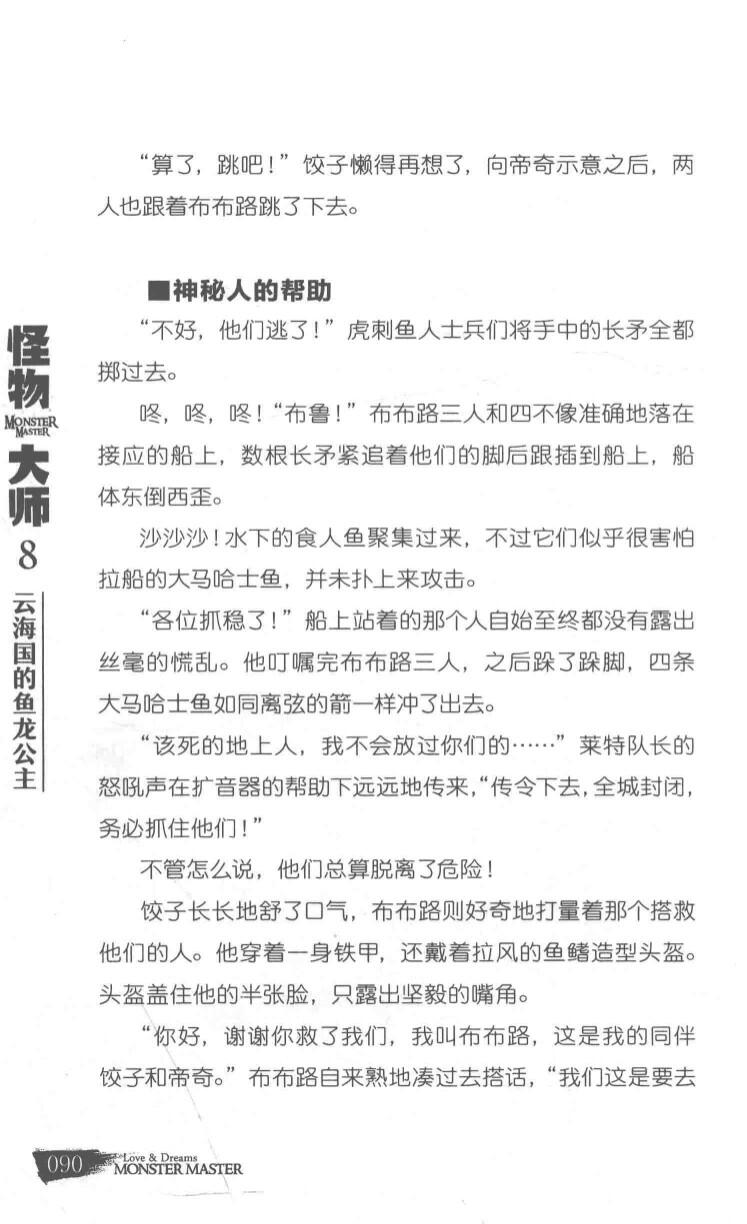 “算了，跳吧！”饺子懒得再想了，向帝奇示意之后，两
人也跟着布布路跳了下去。
■神秘人的帮助
“不好，他们逃了！”虎刺鱼人士兵们将手中的长矛全都
掷过去。
咚，咚，咚！“布鲁！”布布路三人和四不像准确地落在
接应的船上，数根长矛紧追着他们的脚后跟插到船上，船
体东倒西歪。
沙沙沙！水下的食人鱼聚集过来，不过它们似乎很害怕
拉船的大马哈士鱼，并未扑上来攻击。
“各位抓稳了！”船上站着的那个人自始至终都没有露出
丝毫的慌乱。他叮嘱完布布路三人，之后跺了跺脚，四条
大马哈士鱼如同离弦的箭一样冲了出去。
“该死的地上人，我不会放过你们的……”莱特队长的
怒吼声在扩音器的帮助下远远地传来，“传令下去，全城封闭，
务必抓住他们！”
不管怎么说，他们总算脱离了危险！
饺子长长地舒了口气，布布路则好奇地打量着那个搭救
他们的人。他穿着一身铁甲，还戴着拉风的鱼鳍造型头盔。
头盔盖住他的半张脸，只露出坚毅的嘴角。
“你好，谢谢你救了我们，我叫布布路，这是我的同伴
饺子和帝奇。”布布路自来熟地凑过去搭话，“我们这是要去
怪物
MONSTER
MASTER
大师
8
云海国的鱼龙公主
090
Love & Dreams
MONSTER MASTER